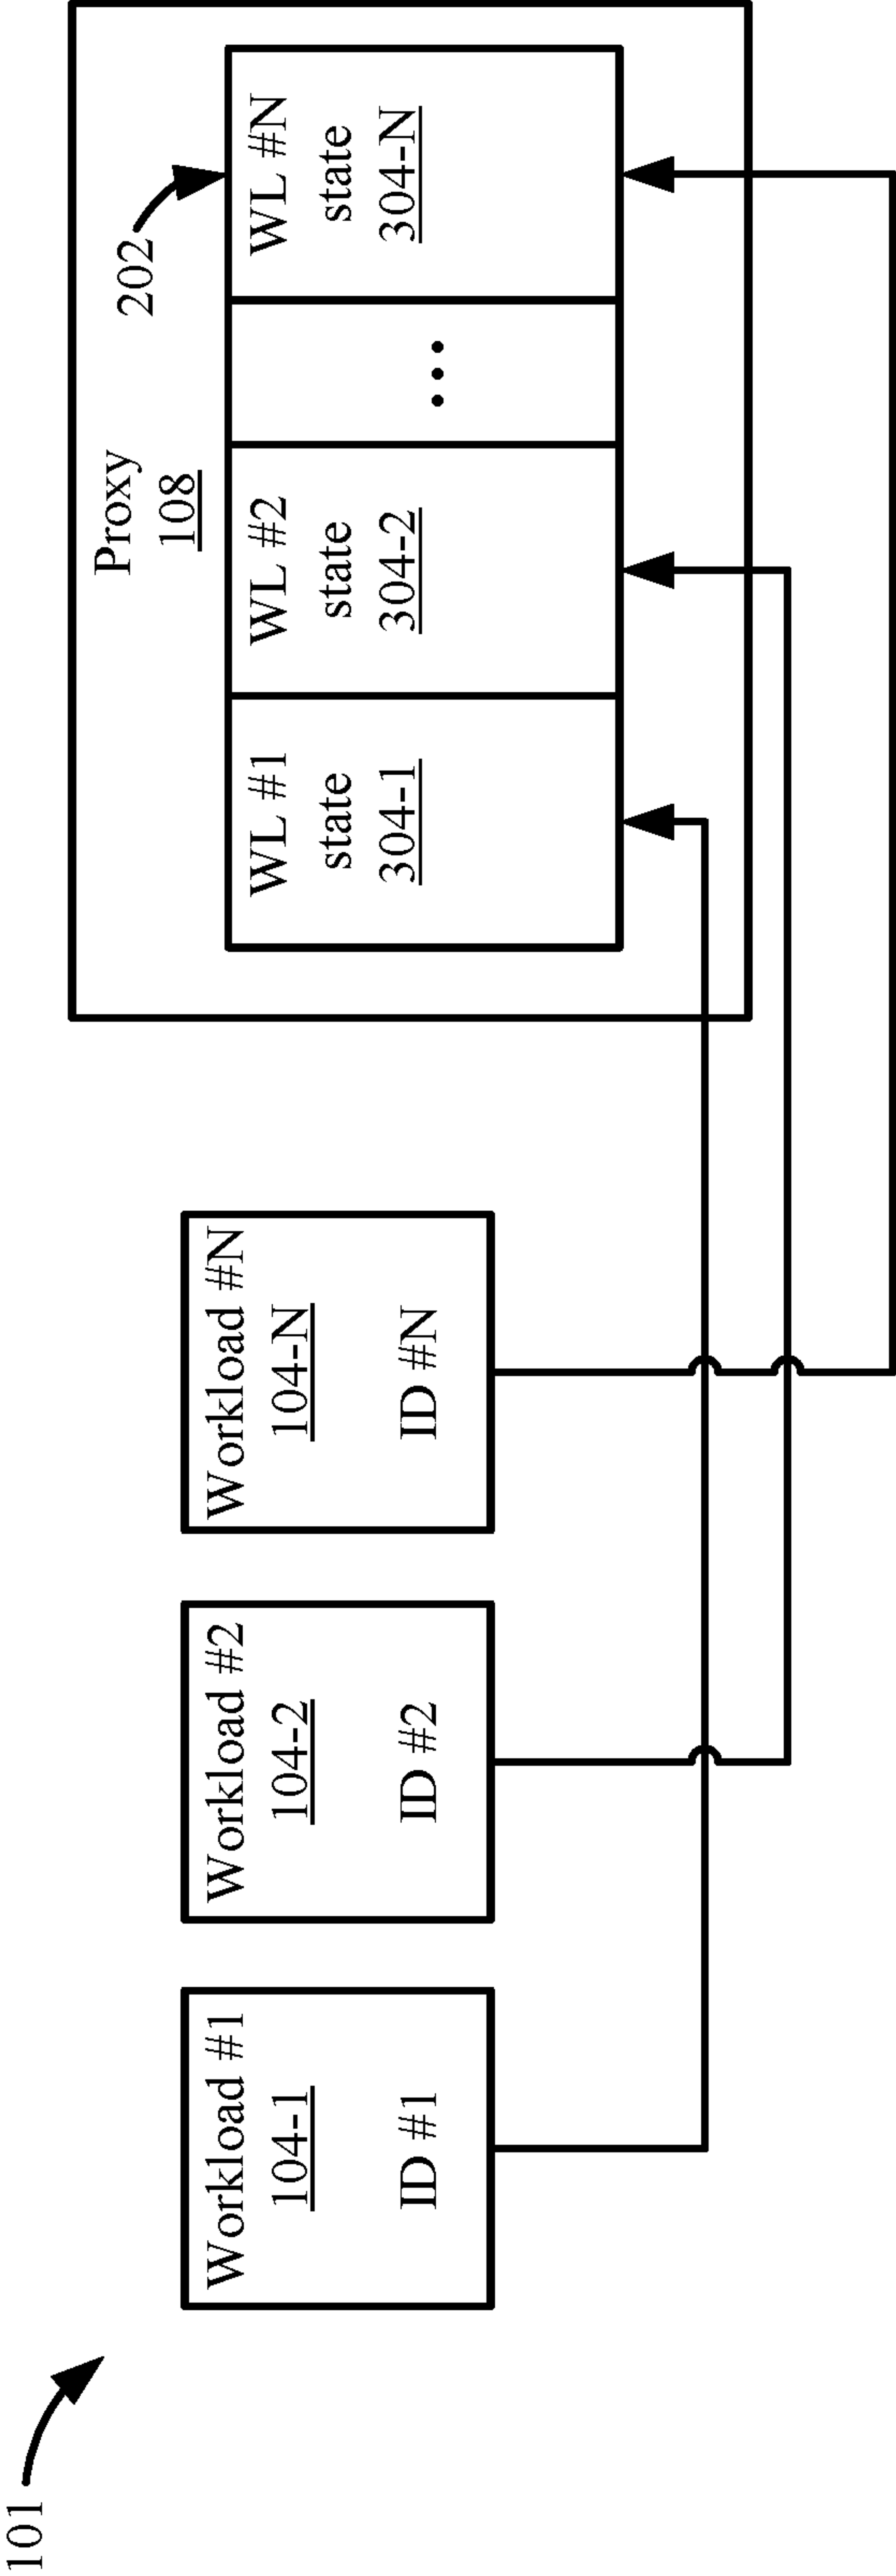 101
Workload #1
104-1
ID #1
Workload #2
104-2
ID #2
Workload #N
104-N
ID #N
Proxy
108
202
WL #1
state
304-1
WL #2
state
304-2
...
WL #N
state
304-N